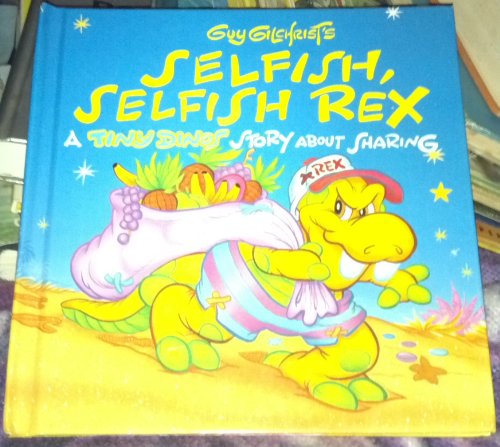 GUY GILCHRIST'S
SELFISH,
SELFISH REX
A TINY DINOS STORY ABOUT SHARING
REX